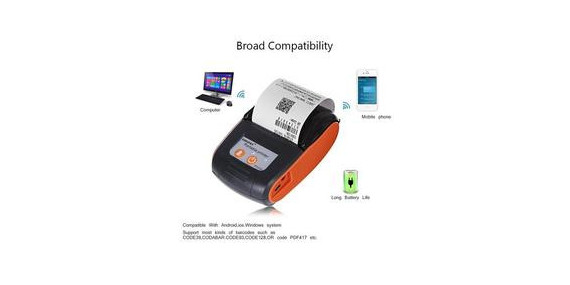 Broad Compatibility
Computer
Mobile phone
Long Battery Life
Compatible With Android,ios,Windows system
Support most kinds of barcodes such as
CODE39,CODABAR,CODE93,CODE128,QR code PDF417 etc.